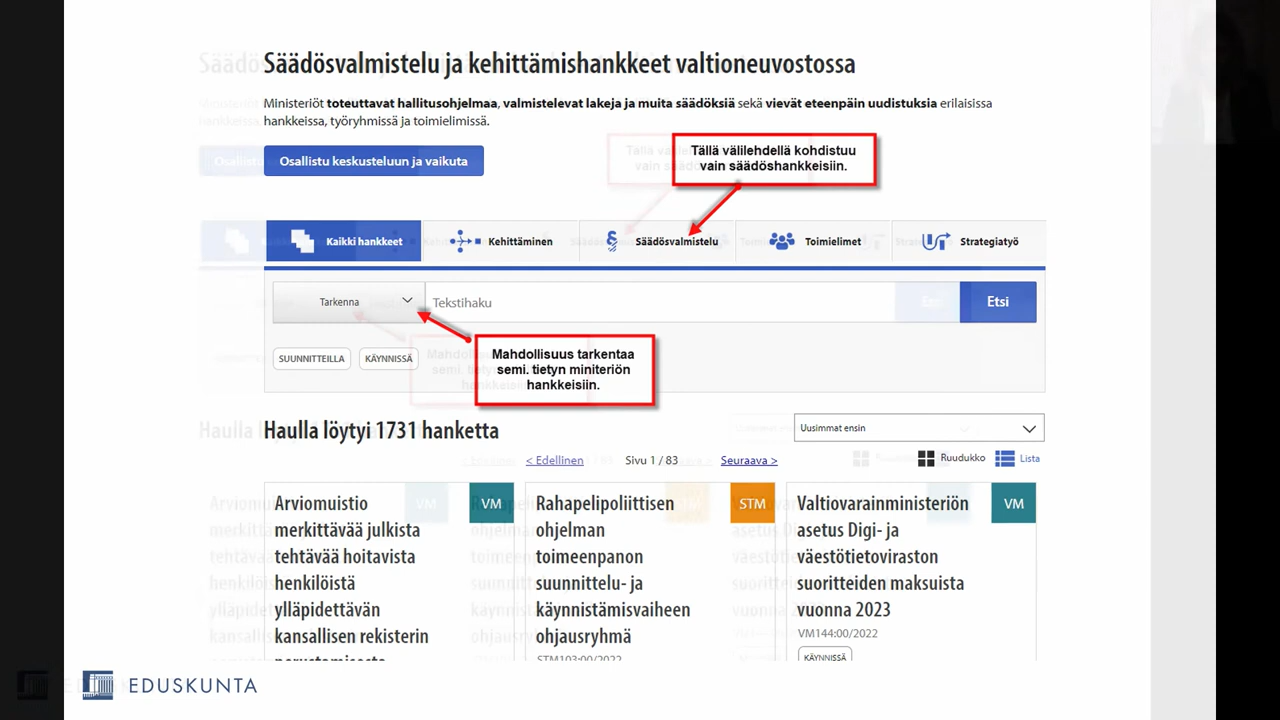 Säädösvalmistelu ja kehittämishankkeet valtioneuvostossa
Ministeriöt toteuttavat hallitusohjelmaa, valmistelevat lakeja ja muita säädöksiä sekä vievät eteenpäin uudistuksia erilaisissa
hankkeissa, työryhmissä ja toimielimissä.
Osallistu keskusteluun ja vaikuta
Tällä välilehdellä kohdistuu
vain säädöshankkeisiin.
Kaikki hankkeet
Kehittäminen
Säädösvalmistelu
Toimielimet
Strategiatyö
Tarkenna
Tekstihaku
Etsi
SUUNNITTEILLA
KÄYNNISSÄ
Mahdollisuus tarkentaa
semi. tietyn miniteriön
hankkeisiin.
Haulla löytyi 1731 hanketta
Uusimmat ensin
< Edellinen
Sivu 1 / 83
Seuraava >
Ruudukko
Lista
Arviomuistio
merkittävää julkista
tehtävää hoitavista
henkilöistä
ylläpidettävän
kansallisen rekisterin
perustamisesta
VM
Rahapelipoliittisen
ohjelman
toimeenpanon
suunnittelu- ja
käynnistämisvaiheen
ohjausryhmä
STM103:00/2022
STM
Valtiovarainministeriön
asetus Digi- ja
väestötietoviraston
suoritteiden maksuista
vuonna 2023
VM144:00/2022
KÄYNNISSÄ
VM
EDUSKUNTA